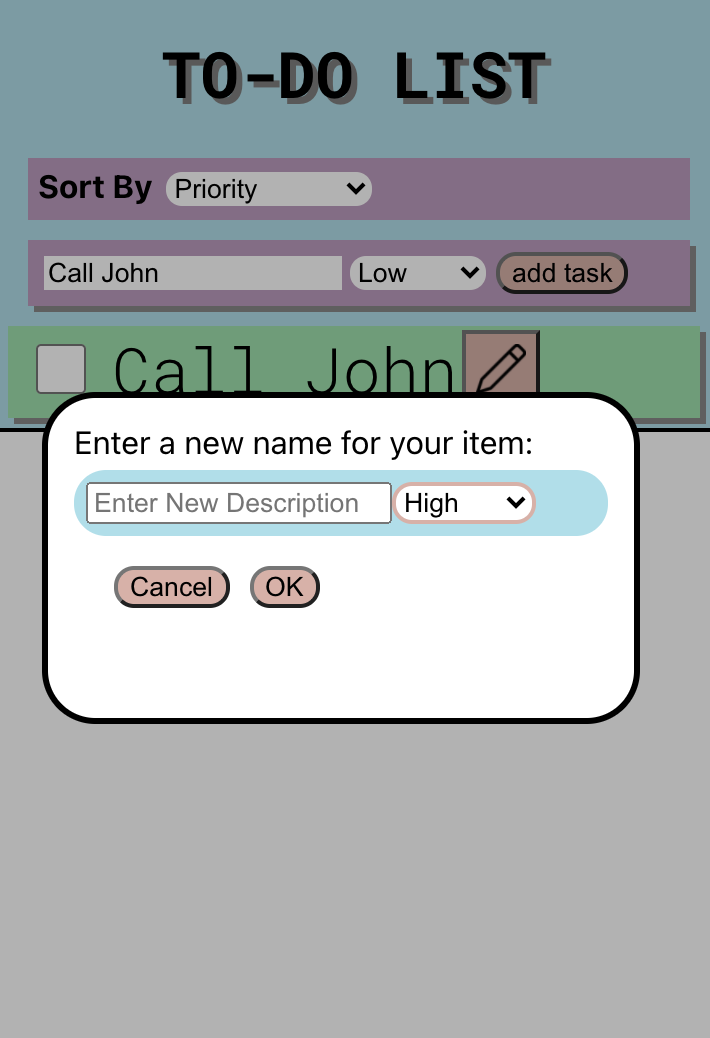 TO-DO LIST
Sort By Priority
Call John Low add task
Call John
Enter a new name for your item:
Enter New Description High
Cancel OK